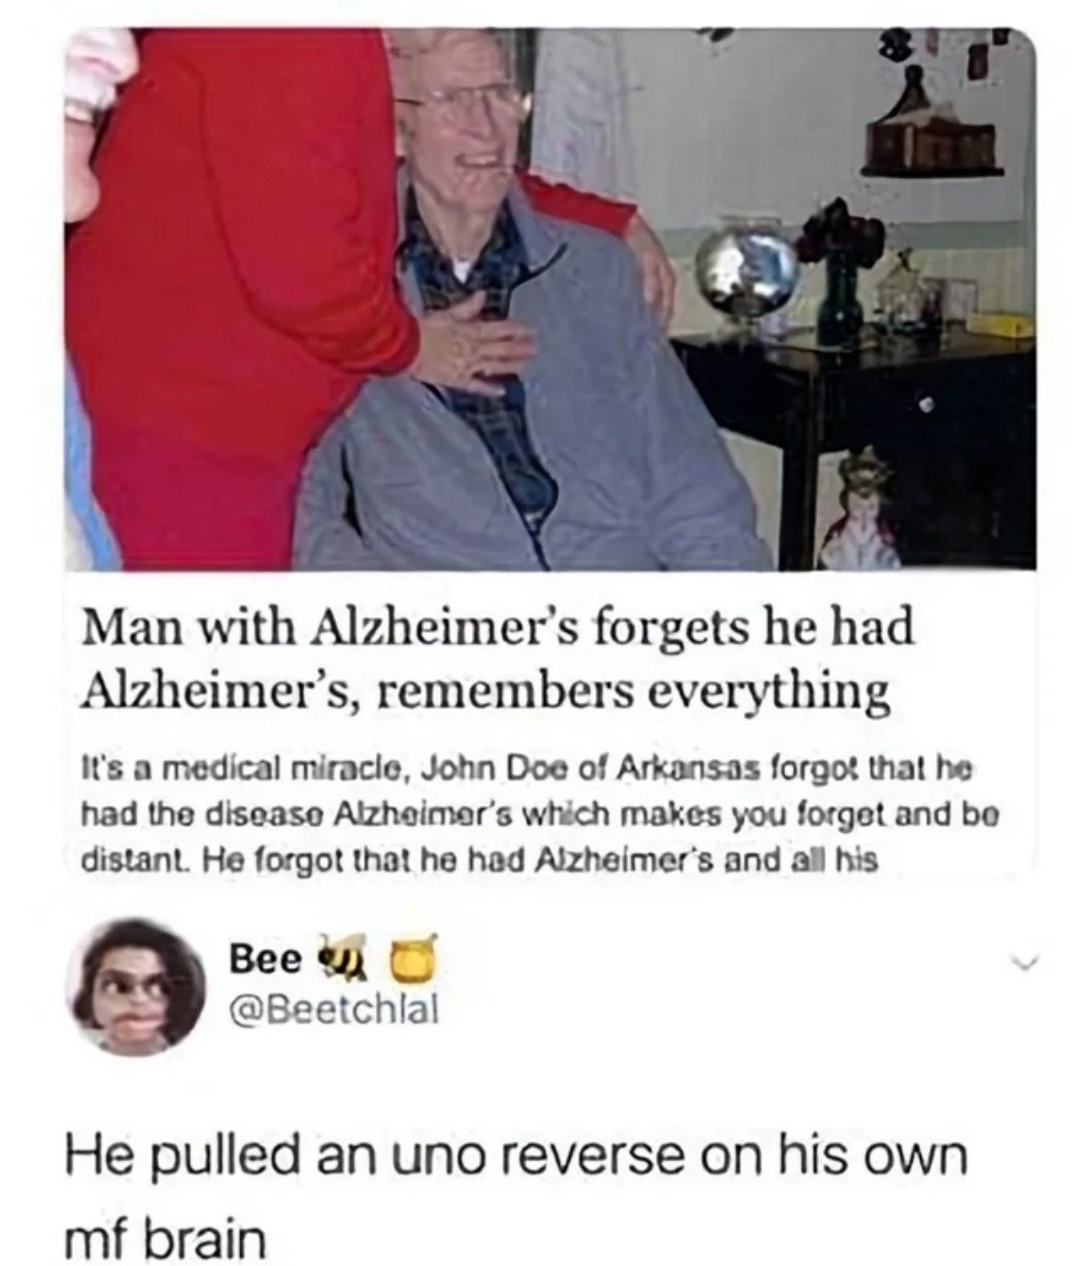 Man with Alzheimer's forgets he had
Alzheimer's, remembers everything
It's a medical miracle, John Doe of Arkansas forgot that he
had the disease Alzheimer's which makes you forget and be
distant. He forgot that he had Alzheimer's and all his
Bee 🐝 🍯
@Beetchlal
He pulled an uno reverse on his own
mf brain